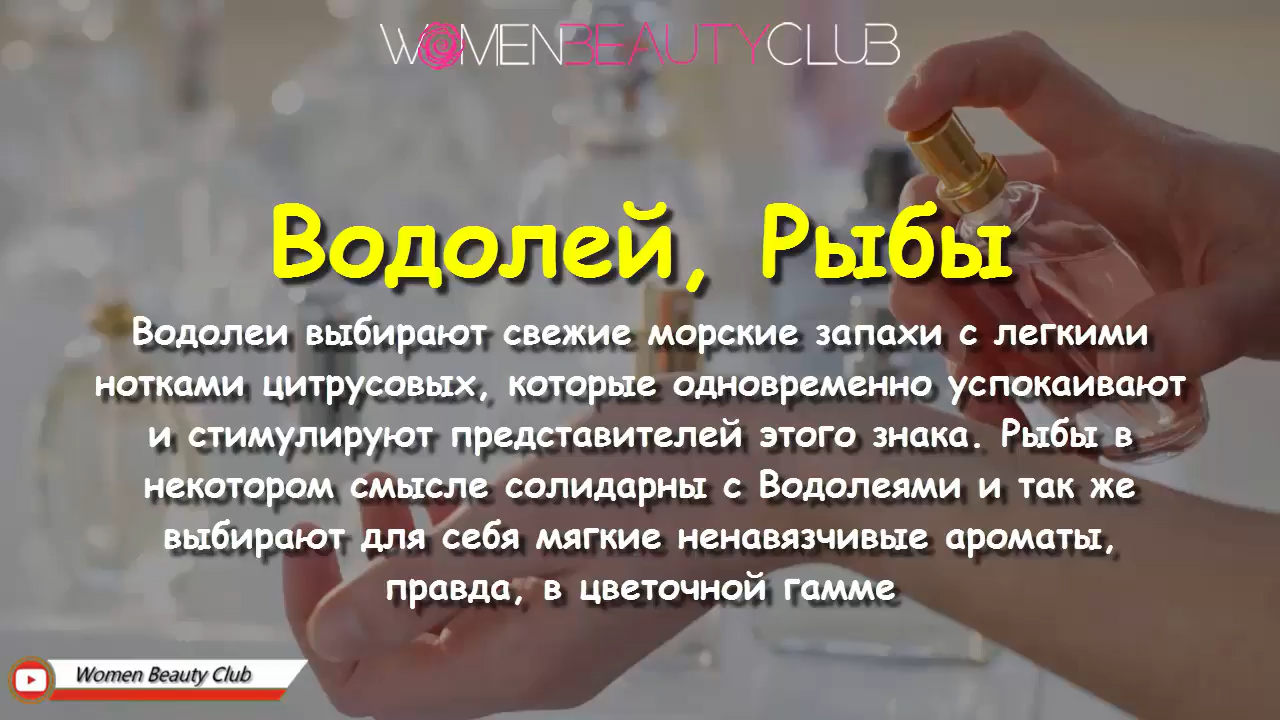 WOMENBEAUTYCLUB
Водолей, Рыбы
Водолеи выбирают свежие морские запахи с легкими
нотками цитрусовых, которые одновременно успокаивают
и стимулируют представителей этого знака. Рыбы в
некотором смысле солидарны с Водолеями и так же
выбирают для себя мягкие ненавязчивые ароматы,
правда, в цветочной гамме
Women Beauty Club